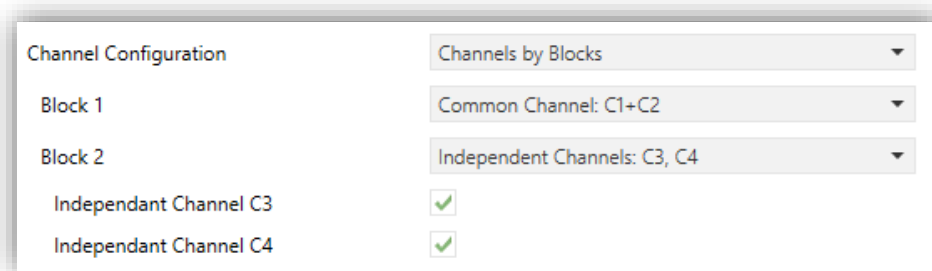 Channel Configuration Channels by Blocks
Block 1 Common Channel: C1+C2
Block 2 Independent Channels: C3, C4
Independant Channel C3
Independant Channel C4